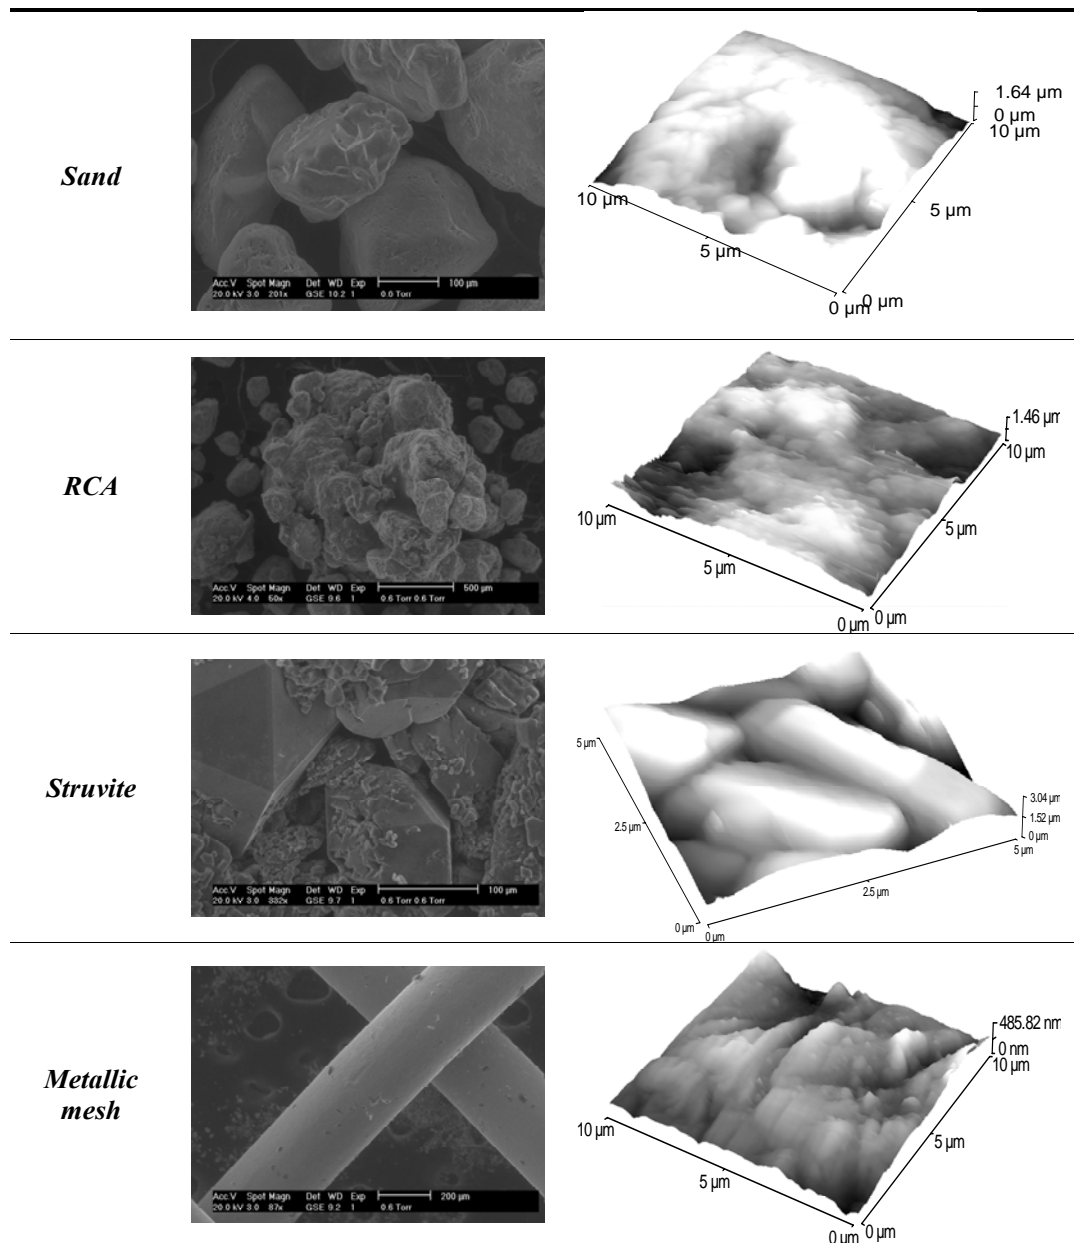 Sand
Acc.V Spot Magn Det WD Exp 100 µm
20.0 kV 3.0 201x GSE 10.2 1 0.0 Torr
1.64 µm
0 µm
10 µm
10 µm
5 µm
5 µm
0 µm
0 µm
RCA
Acc.V Spot Magn Det WD Exp 500 µm
20.0 kV 4.0 50x GSE 9.6 1 0.6 Torr 0.6 Torr
1.46 µm
10 µm
10 µm
5 µm
5 µm
0 µm
0 µm
Struvite
Acc.V Spot Magn Det WD Exp 100 µm
20.0 kV 3.0 332x GSE 9.7 1 0.6 Torr 0.6 Torr
5 µm
2.5 µm
3.04 µm
1.52 µm
0 µm
5 µm
2.5 µm
0 µm
0 µm
Metallic
mesh
Acc.V Spot Magn Det WD Exp 200 µm
20.0 kV 3.0 87x GSE 9.2 1 0.6 Torr
485.82 nm
0 nm
10 µm
10 µm
5 µm
5 µm
0 µm
0 µm